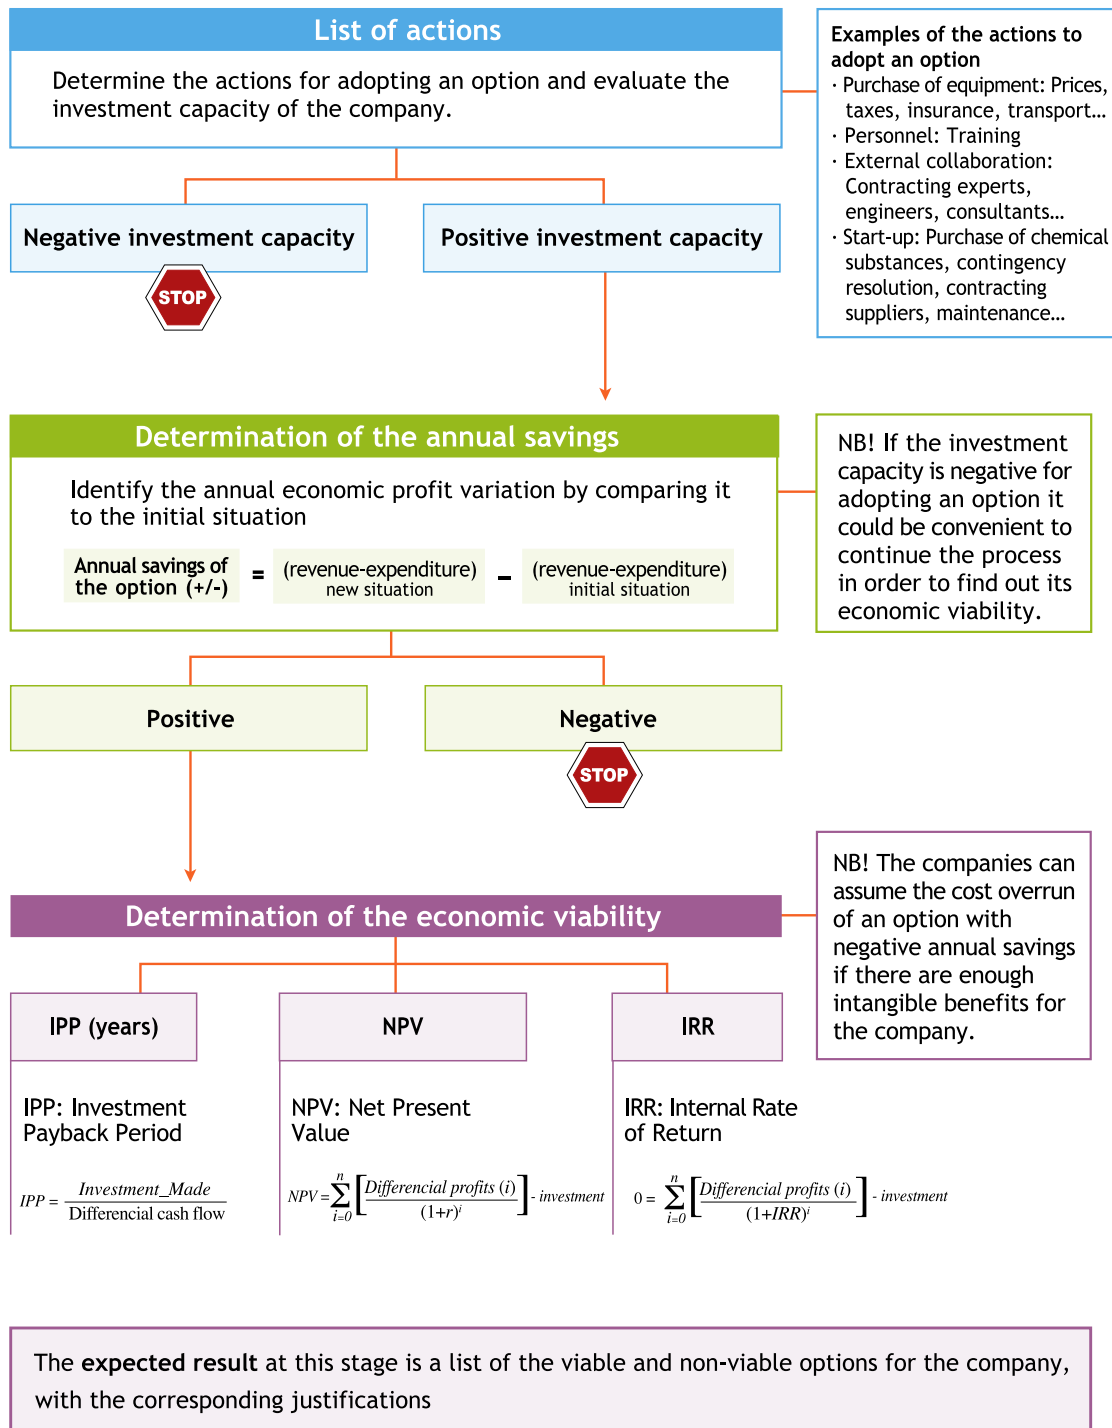 List of actions
Determine the actions for adopting an option and evaluate the
investment capacity of the company.
Examples of the actions to
adopt an option
· Purchase of equipment: Prices,
taxes, insurance, transport…
· Personnel: Training
· External collaboration:
Contracting experts,
engineers, consultants…
· Start-up: Purchase of chemical
substances, contingency
resolution, contracting
suppliers, maintenance…
Negative investment capacity
STOP
Positive investment capacity
Determination of the annual savings
Identify the annual economic profit variation by comparing it
to the initial situation
Annual savings of
the option (+/-)
=
(revenue-expenditure)
new situation
–
(revenue-expenditure)
initial situation
NB! If the investment
capacity is negative for
adopting an option it
could be convenient to
continue the process
in order to find out its
economic viability.
Positive
Negative
STOP
Determination of the economic viability
NB! The companies can
assume the cost overrun
of an option with
negative annual savings
if there are enough
intangible benefits for
the company.
IPP (years)
NPV
IRR
IPP: Investment
Payback Period
IPP = Investment_Made / Differencial cash flow
NPV: Net Present
Value
NPV = ∑_{i=0}^{n} [Differencial profits (i) / (1+r)^i] - investment
IRR: Internal Rate
of Return
0 = ∑_{i=0}^{n} [Differencial profits (i) / (1+IRR)^i] - investment
The expected result at this stage is a list of the viable and non-viable options for the company,
with the corresponding justifications